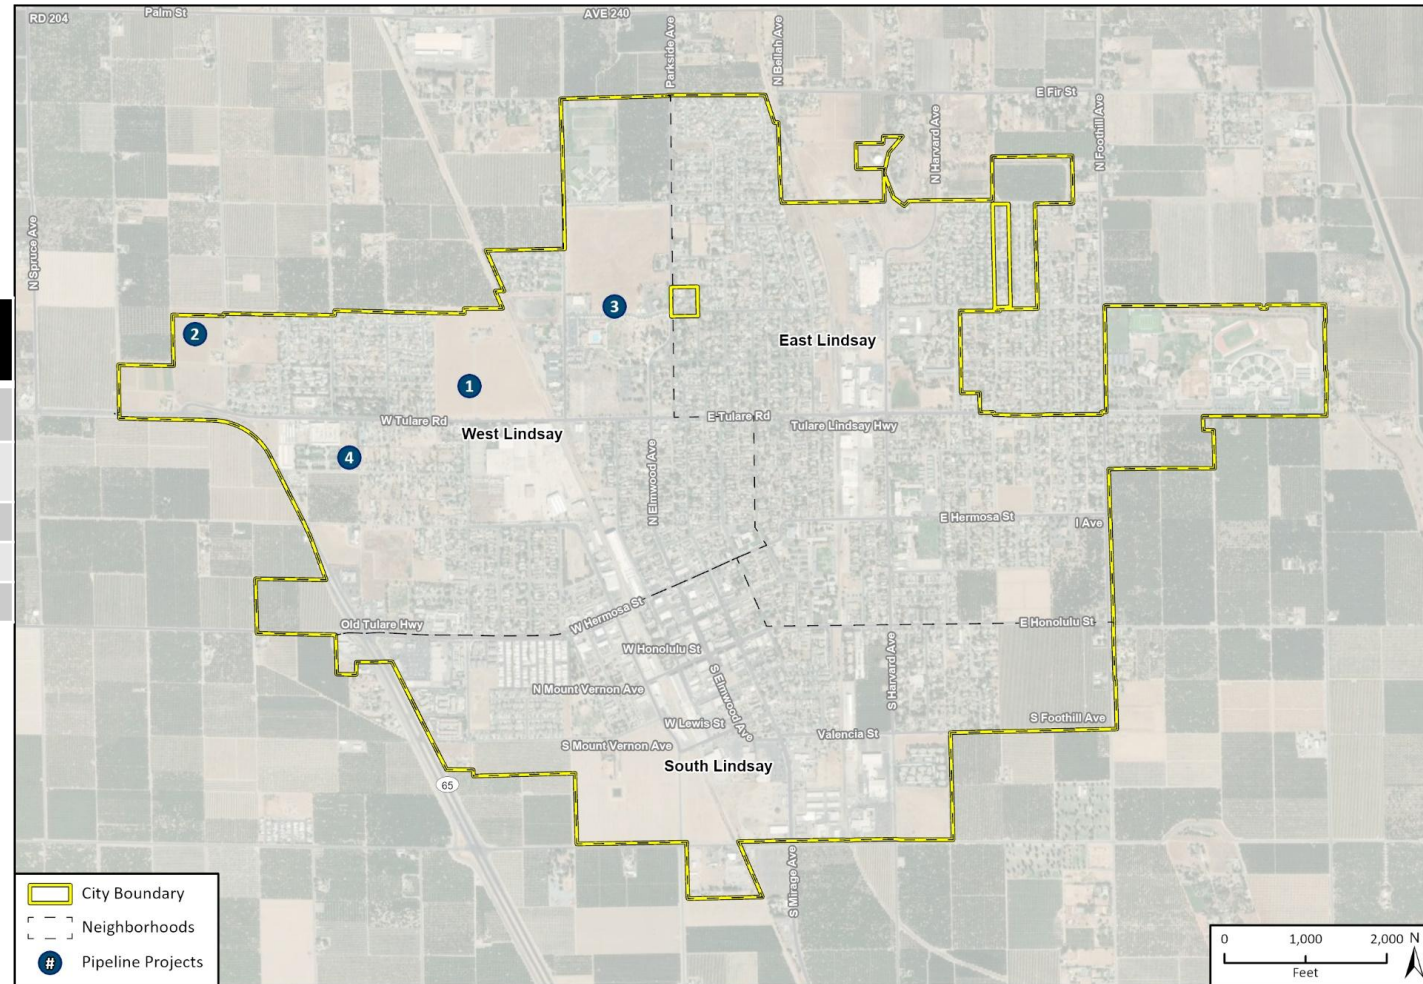 RD 204
Palm St
AVE 240
Parkside Ave
N Bellah Ave
E Fir St
N Harvard Ave
N Foothill Ave
N Spruce Ave
3
2
East Lindsay
1
W Tulare Rd
E Tulare Rd
Tulare Lindsay Hwy
West Lindsay
4
N Elmwood Ave
E Hermosa St
I Ave
W Hermosa St
Old Tulare Hwy
E Honolulu St
W Honolulu St
S Harvard Ave
N Mount Vernon Ave
S Elmwood Ave
W Lewis St
S Foothill Ave
Valencia St
S Mount Vernon Ave
South Lindsay
65
S Mirage Ave
City Boundary
Neighborhoods
# Pipeline Projects
0 1,000 2,000 N
Feet